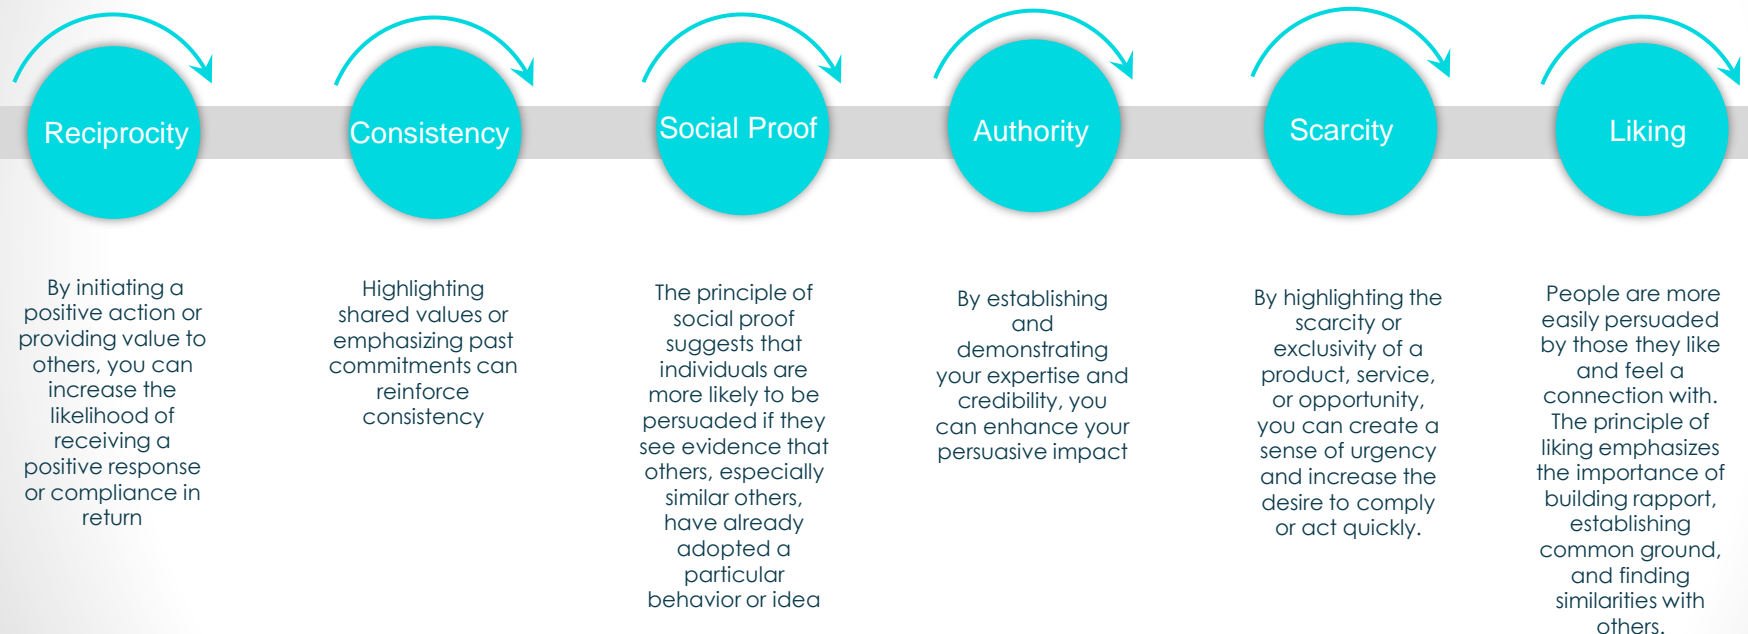 Reciprocity
Consistency
Social Proof
Authority
Scarcity
Liking
By initiating a
positive action or
providing value to
others, you can
increase the
likelihood of
receiving a
positive response
or compliance in
return
Highlighting
shared values or
emphasizing past
commitments can
reinforce
consistency
The principle of
social proof
suggests that
individuals are
more likely to be
persuaded if they
see evidence that
others, especially
similar others,
have already
adopted a
particular
behavior or idea
By establishing
and
demonstrating
your expertise and
credibility, you
can enhance your
persuasive impact
By highlighting the
scarcity or
exclusivity of a
product, service,
or opportunity,
you can create a
sense of urgency
and increase the
desire to comply
or act quickly.
People are more
easily persuaded
by those they like
and feel a
connection with.
The principle of
liking emphasizes
the importance of
building rapport,
establishing
common ground,
and finding
similarities with
others.